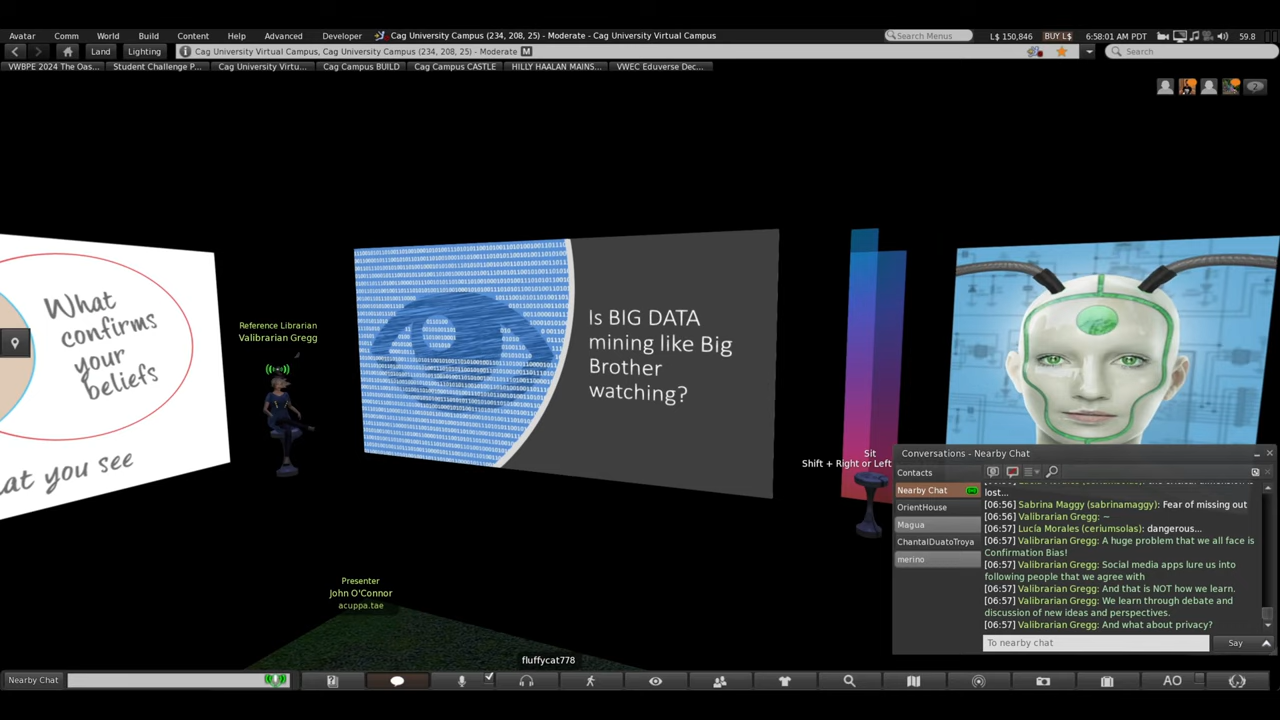 Avatar Comm World Build Content Help Advanced Developer Cag University Virtual Campus, Cag University Campus (234, 208, 25) - Moderate - Cag University Virtual Campus Search Menus L$ 150,846 BUY L$ 6:58:01 AM PDT 59.8
Land Lighting Cag University Virtual Campus, Cag University Campus (234, 208, 25) - Moderate M Search
VWBPE 2024 The Oas... Student Challenge P... Cag University Virtu... Cag Campus BUILD Cag Campus CASTLE HILLY HAALAN MAINS... VWEC Eduverse Dec...
What
confirms
your
beliefs
at you see
Reference Librarian
Valibrarian Gregg
Is BIG DATA
mining like Big
Brother
watching?
Sit
Shift + Right or Left
Presenter
John O'Connor
acuppa.tae
fluffycat778
Conversations - Nearby Chat
Contacts
Nearby Chat
OrientHouse
Magua
ChantalDuatoTroya
merino
lost...
[06:56] Sabrina Maggy (sabrinamaggy): Fear of missing out
[06:56] Valibrarian Gregg: ~
[06:57] Lucía Morales (ceriumsolas): dangerous...
[06:57] Valibrarian Gregg: A huge problem that we all face is
Confirmation Bias!
[06:57] Valibrarian Gregg: Social media apps lure us into
following people that we agree with
[06:57] Valibrarian Gregg: And that is NOT how we learn.
[06:57] Valibrarian Gregg: We learn through debate and
discussion of new ideas and perspectives.
[06:57] Valibrarian Gregg: And what about privacy?
To nearby chat Say
Nearby Chat AO